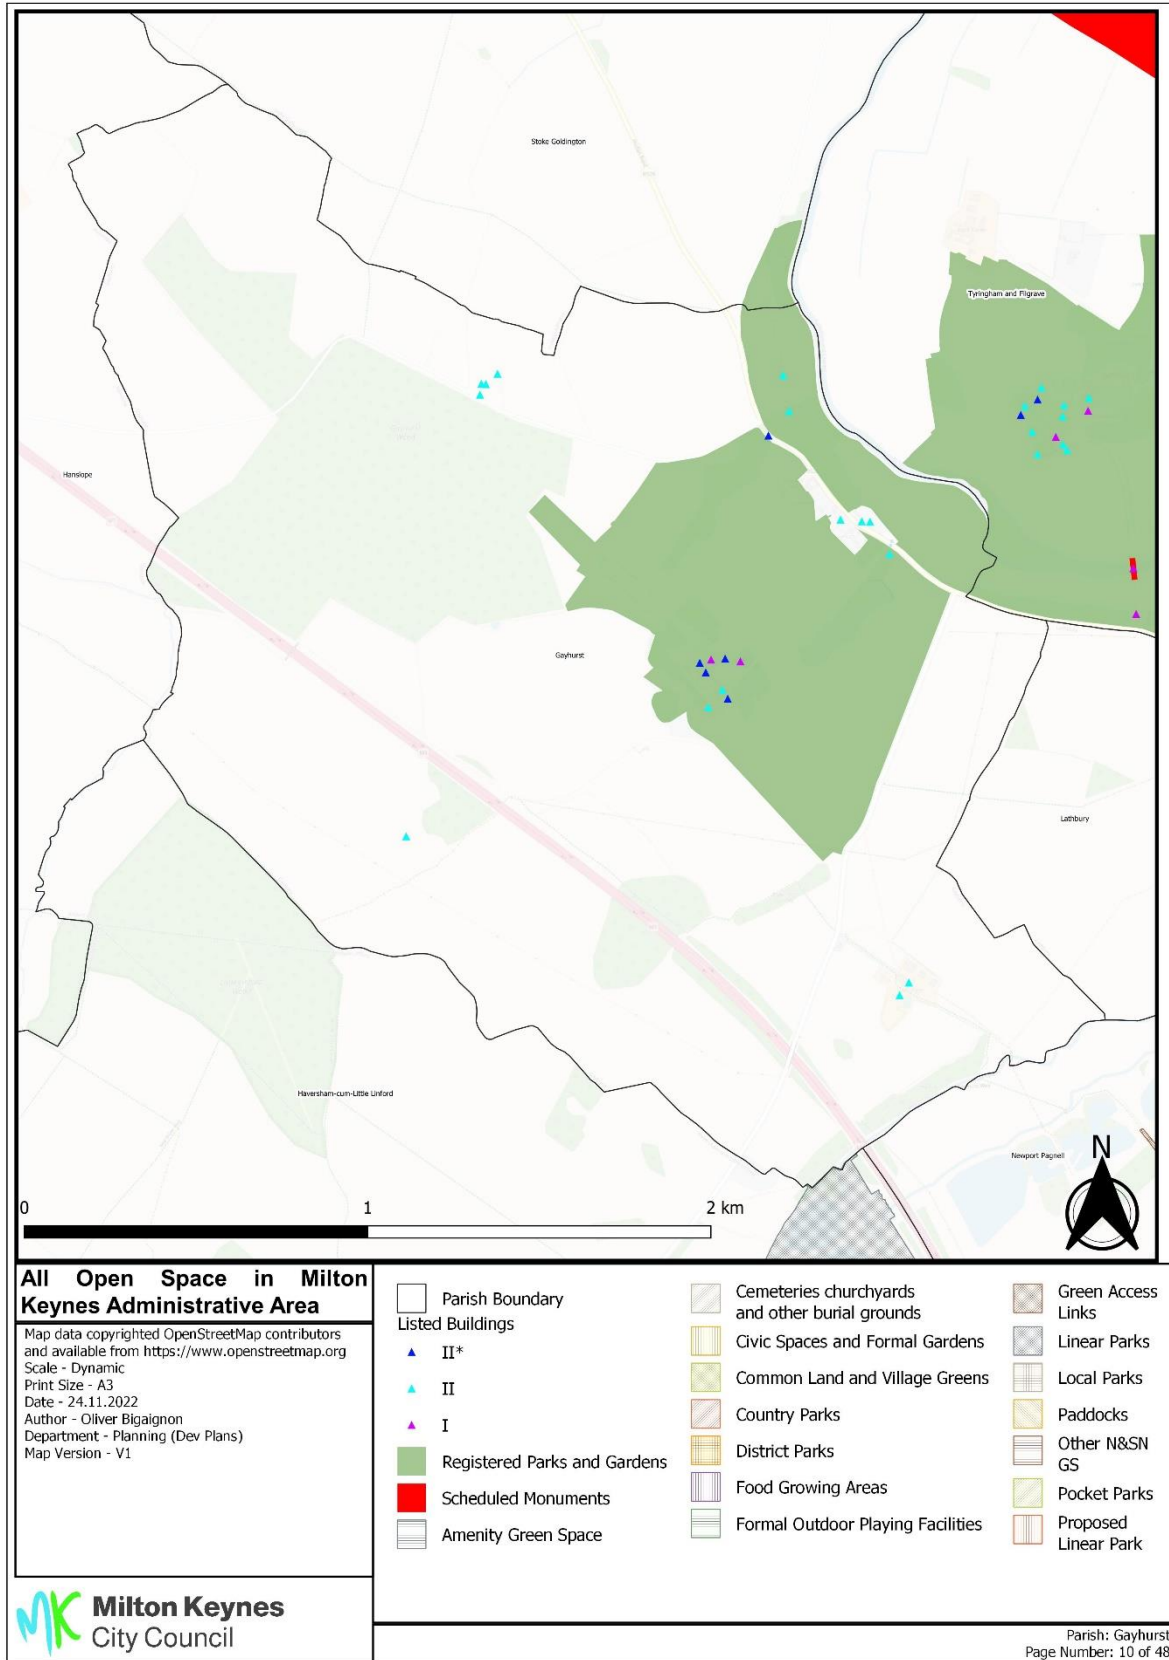 Stoke Goldington
Tyringham and Filgrave
Hanslope
Gayhurst
Lathbury
Haversham-cum-Little Linford
Newport Pagnell
N
0 1 2 km
All Open Space in Milton
Keynes Administrative Area
Map data copyrighted OpenStreetMap contributors
and available from https://www.openstreetmap.org
Scale - Dynamic
Print Size - A3
Date - 24.11.2022
Author - Oliver Bigaignon
Department - Planning (Dev Plans)
Map Version - V1
MK Milton Keynes
City Council
Parish Boundary
Listed Buildings
II*
II
I
Registered Parks and Gardens
Scheduled Monuments
Amenity Green Space
Cemeteries churchyards
and other burial grounds
Civic Spaces and Formal Gardens
Common Land and Village Greens
Country Parks
District Parks
Food Growing Areas
Formal Outdoor Playing Facilities
Green Access
Links
Linear Parks
Local Parks
Paddocks
Other N&SN
GS
Pocket Parks
Proposed
Linear Park
Parish: Gayhurst
Page Number: 10 of 48